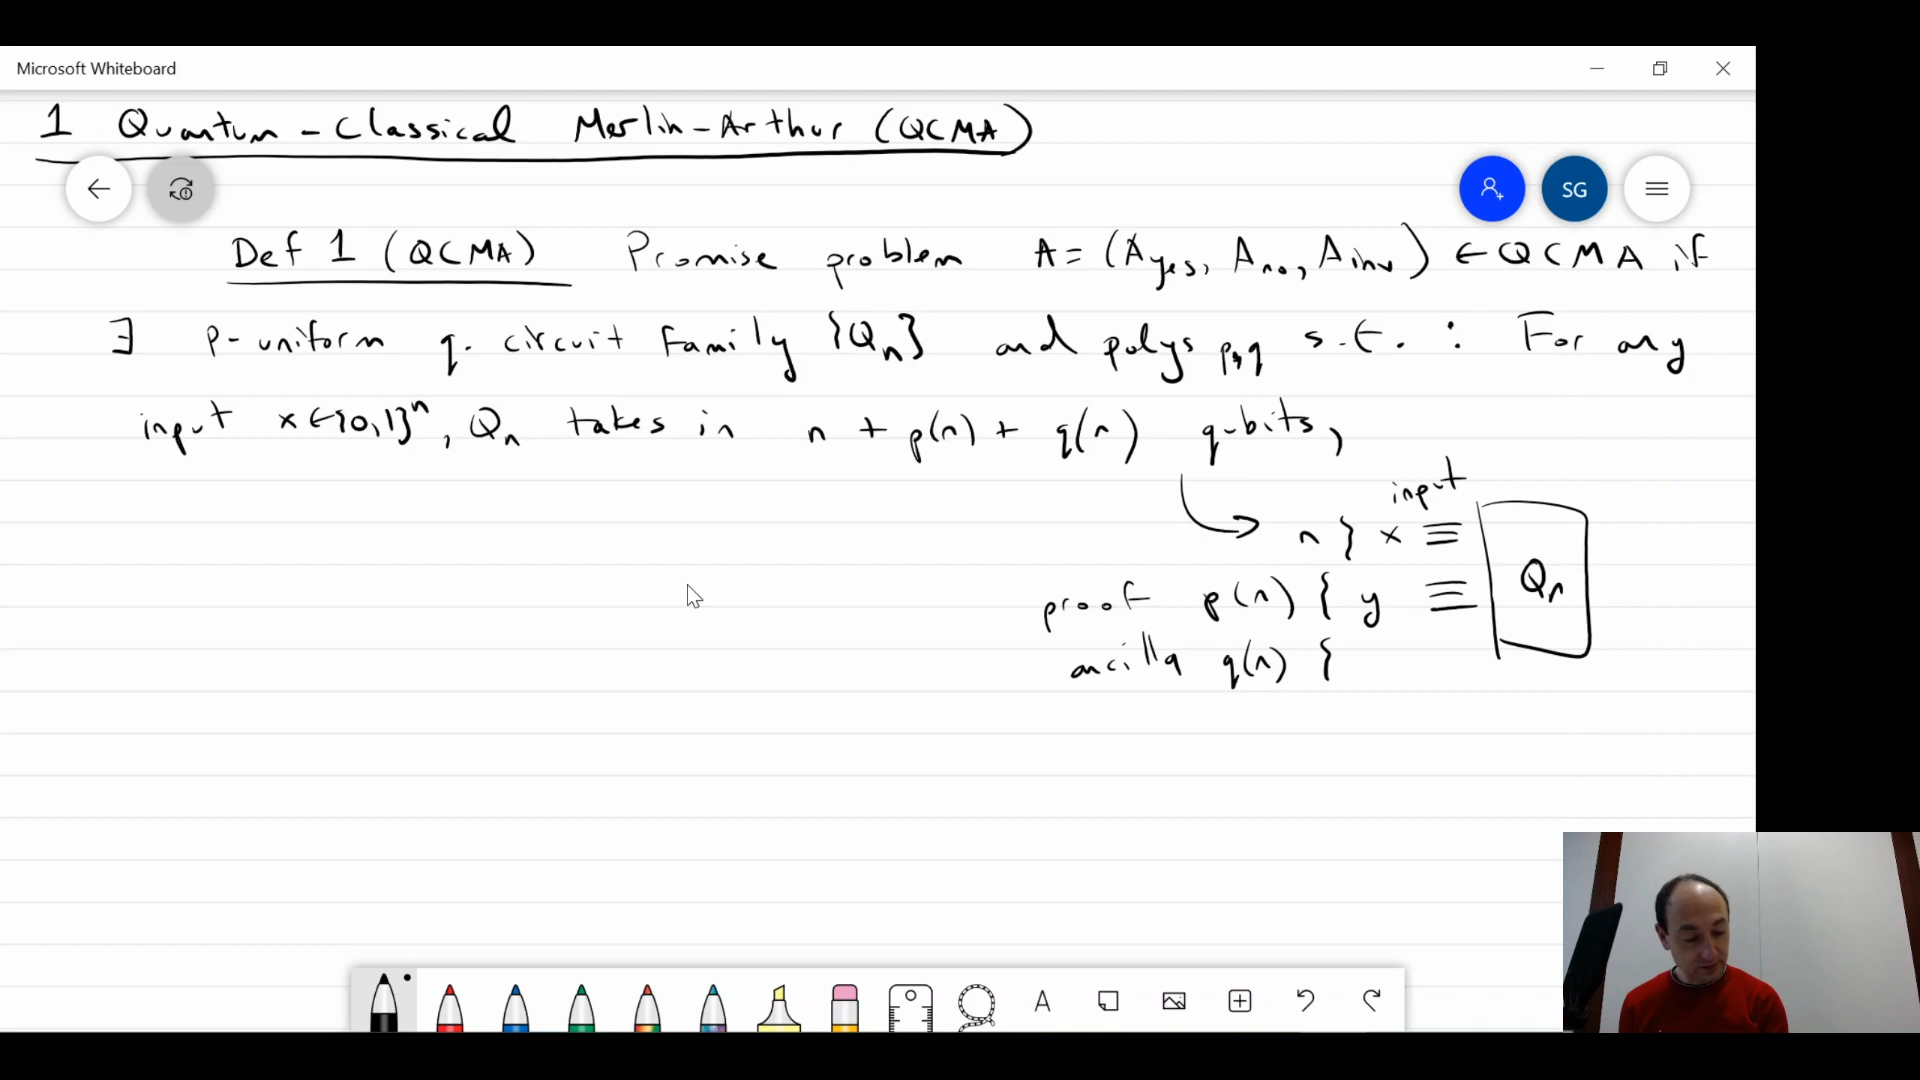 Microsoft Whiteboard
1 Quantum-Classical Merlin-Arthur (QCMA)
SG
Def 1 (QCMA) Promise problem A = (A_yes, A_no, A_inv) ∈ QCMA if
∃ P-uniform q. circuit family {Q_n} and polys p,q s.t. : For any
input x∈{0,1}^n, Q_n takes in n + p(n) + q(n) qubits,
input
n } x ≡
Q_n
proof p(n) { y ≡
ancilla q(n) {
A